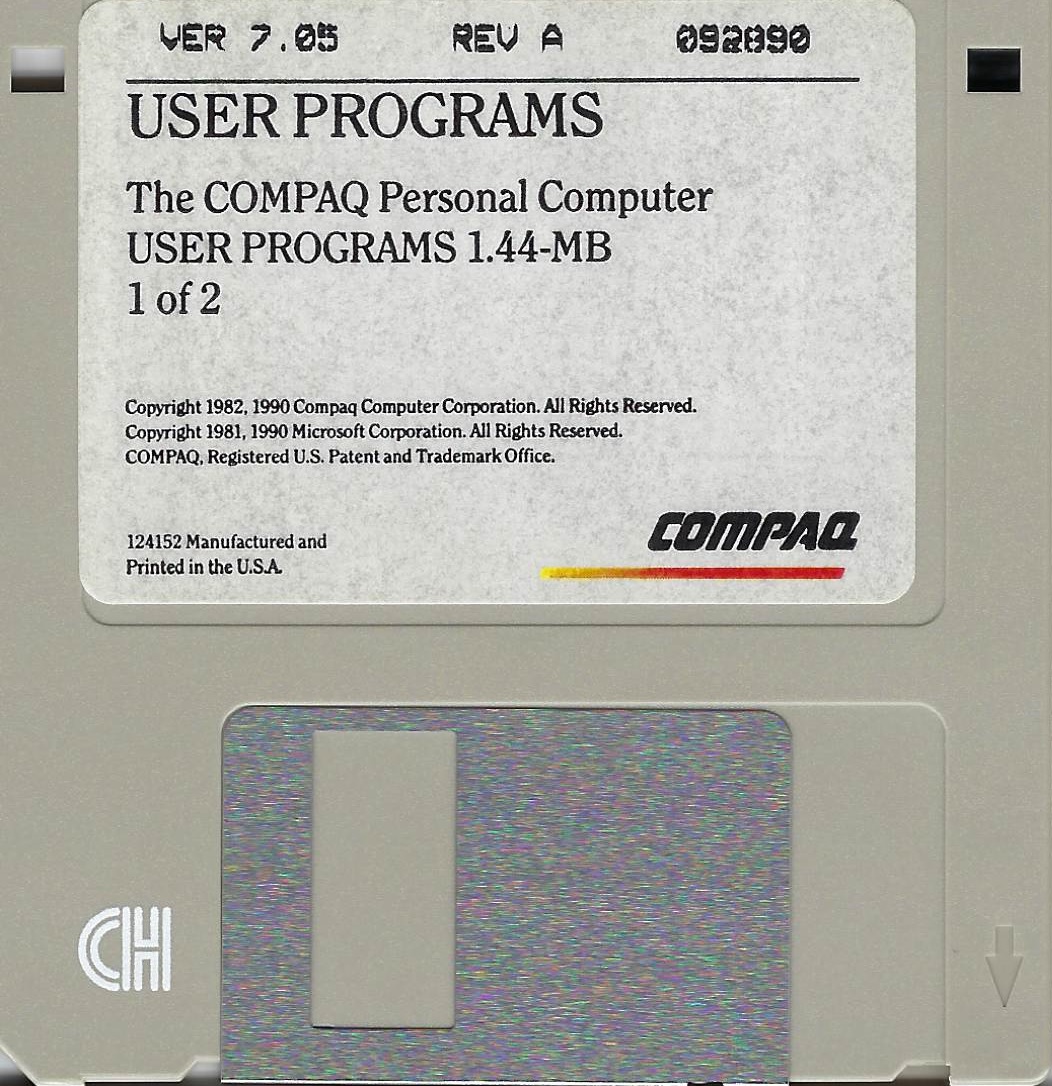 VER 7.05 REV A 092890
USER PROGRAMS
The COMPAQ Personal Computer
USER PROGRAMS 1.44-MB
1 of 2
Copyright 1982, 1990 Compaq Computer Corporation. All Rights Reserved.
Copyright 1981, 1990 Microsoft Corporation. All Rights Reserved.
COMPAQ, Registered U.S. Patent and Trademark Office.
COMPAQ
124152 Manufactured and
Printed in the U.S.A.
CH